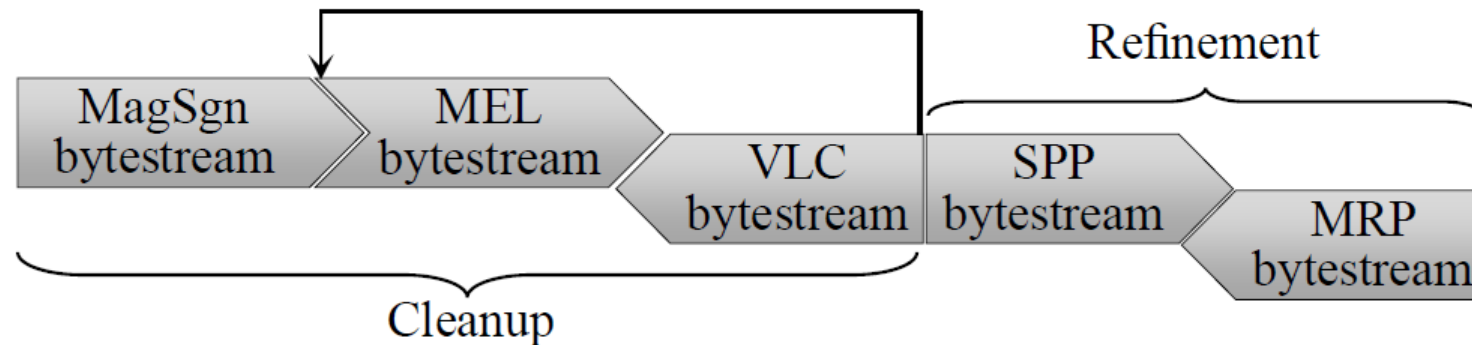 Refinement
MagSgn
bytestream
MEL
bytestream
VLC
bytestream
SPP
bytestream
MRP
bytestream
Cleanup